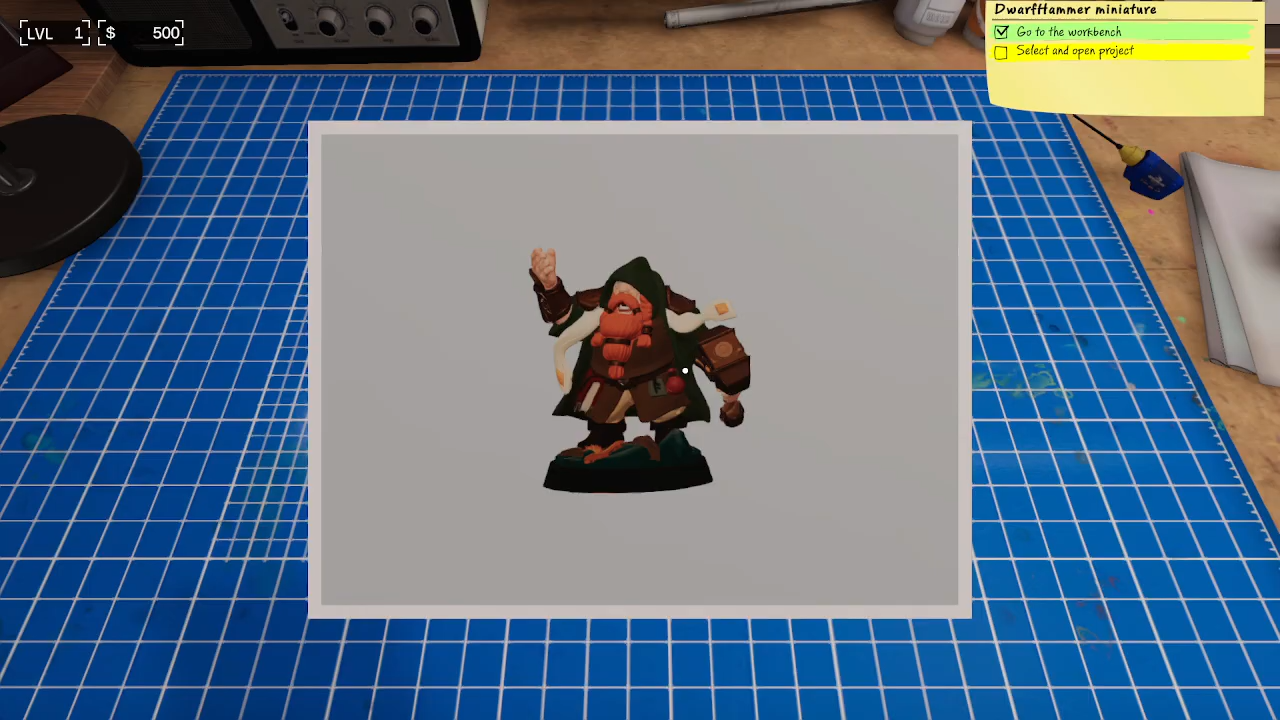 LVL 1 $ 500
DwarfHammer miniature
Go to the workbench
Select and open project